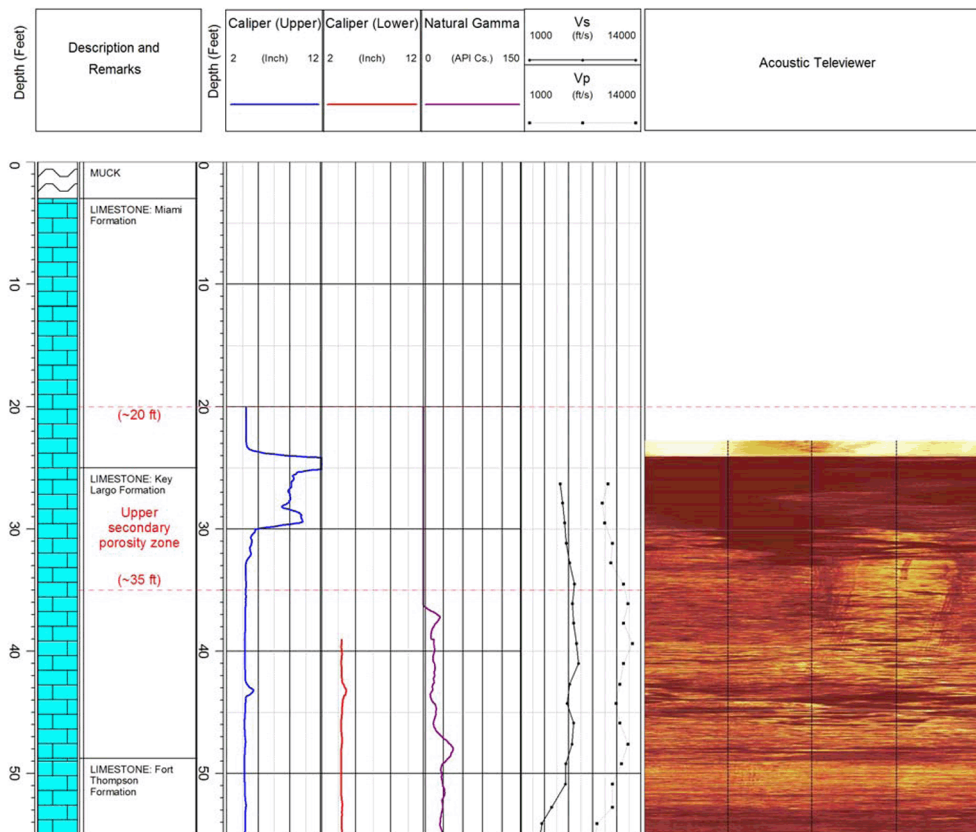 Depth (Feet)
Description and
Remarks
Depth (Feet)
Caliper (Upper)
2 (Inch) 12
Caliper (Lower)
2 (Inch) 12
Natural Gamma
0 (API Cs.) 150
Vs
1000 (ft/s) 14000
Vp
1000 (ft/s) 14000
Acoustic Televiewer
0
0
MUCK
LIMESTONE: Miami
Formation
10
10
20
20
(~20 ft)
LIMESTONE: Key
Largo Formation
Upper
secondary
porosity zone
30
30
(~35 ft)
40
40
50
50
LIMESTONE: Fort
Thompson
Formation